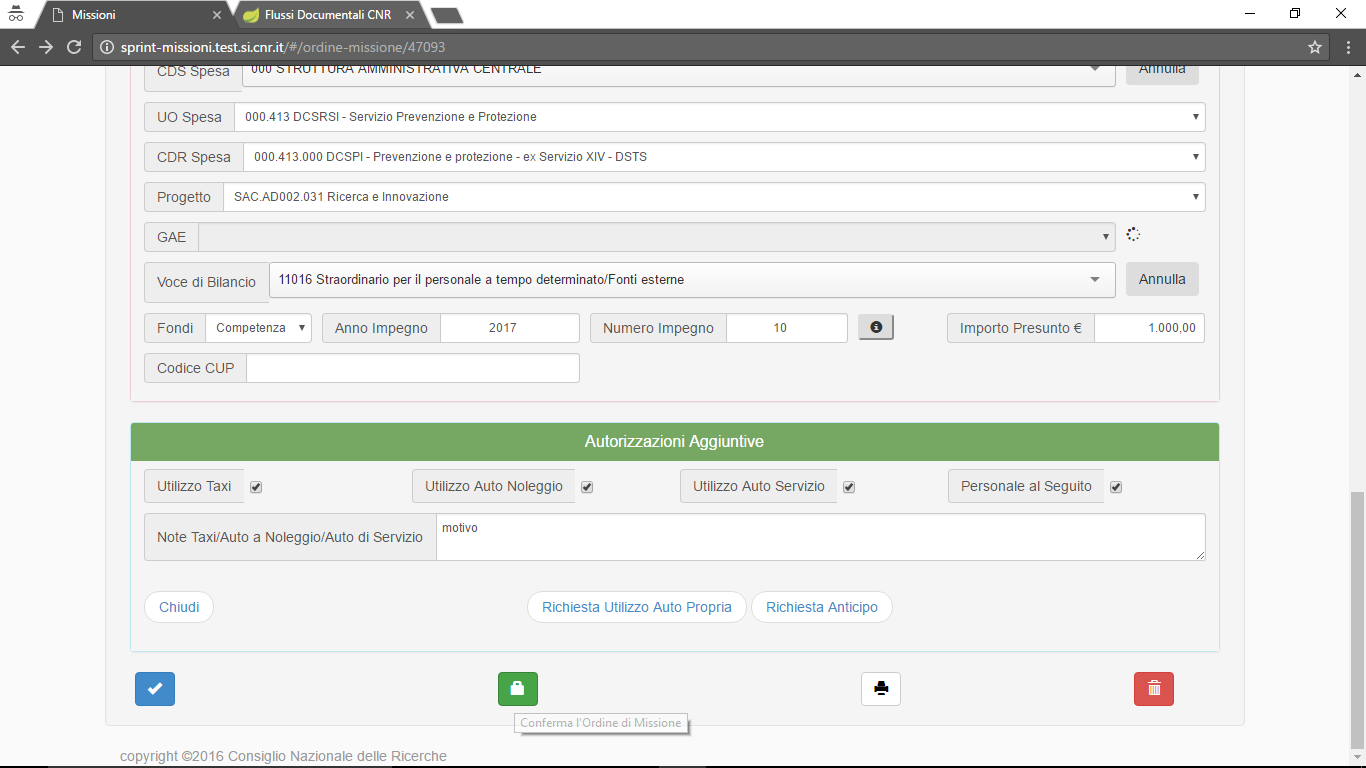 Missioni
Flussi Documentali CNR
sprint-missioni.test.si.cnr.it/#/ordine-missione/47093
CDS Spesa 000 STRUTTURA AMMINISTRATIVA CENTRALE Annulla
UO Spesa 000.413 DCSRSI - Servizio Prevenzione e Protezione
CDR Spesa 000.413.000 DCSPI - Prevenzione e protezione - ex Servizio XIV - DSTS
Progetto SAC.AD002.031 Ricerca e Innovazione
GAE
Voce di Bilancio 11016 Straordinario per il personale a tempo determinato/Fonti esterne Annulla
Fondi Competenza Anno Impegno 2017 Numero Impegno 10 Importo Presunto € 1.000,00
Codice CUP
Autorizzazioni Aggiuntive
Utilizzo Taxi Utilizzo Auto Noleggio Utilizzo Auto Servizio Personale al Seguito
Note Taxi/Auto a Noleggio/Auto di Servizio motivo
Chiudi Richiesta Utilizzo Auto Propria Richiesta Anticipo
Conferma l'Ordine di Missione
copyright ©2016 Consiglio Nazionale delle Ricerche